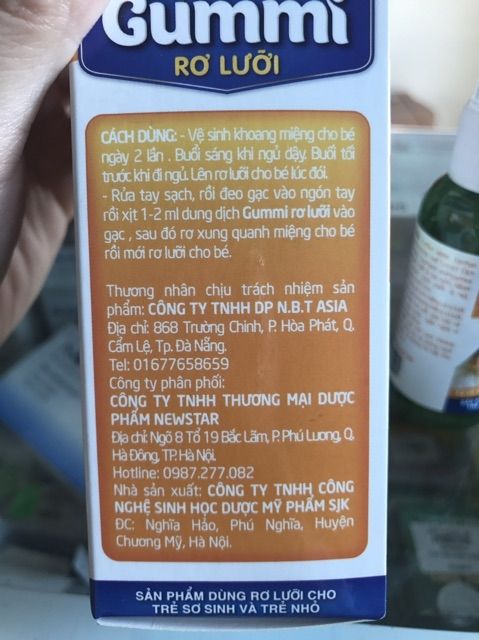 Gummi
RƠ LƯỠI
CÁCH DÙNG: - Vệ sinh khoang miệng cho bé
ngày 2 lần . Buổi sáng khi ngủ dậy. Buổi tối
trước khi đi ngủ. Lên rơ lưỡi cho bé lúc đói.
- Rửa tay sạch, rồi đeo gạc vào ngón tay
rồi xịt 1-2 ml dung dịch Gummi rơ lưỡi vào
gạc , sau đó rơ xung quanh miệng cho bé
rồi mới rơ lưỡi cho bé.
Thương nhân chịu trách nhiệm sản
phẩm: CÔNG TY TNHH DP N.B.T ASIA
Địa chỉ: 868 Trường Chinh, P. Hòa Phát, Q.
Cẩm Lệ, Tp. Đà Nẵng.
Tel: 01677658659
Công ty phân phối:
CÔNG TY TNHH THƯƠNG MẠI DƯỢC
PHẨM NEWSTAR
Địa chỉ: Ngõ 8 Tổ 19 Bắc Lãm, P. Phú Lương, Q.
Hà Đông, TP. Hà Nội.
Hotline: 0987.277.082
Nhà sản xuất: CÔNG TY TNHH CÔNG
NGHỆ SINH HỌC DƯỢC MỸ PHẨM SJK
ĐC: Nghĩa Hảo, Phú Nghĩa, Huyện
Chương Mỹ, Hà Nội.
SẢN PHẨM DÙNG RƠ LƯỠI CHO
TRẺ SƠ SINH VÀ TRẺ NHỎ